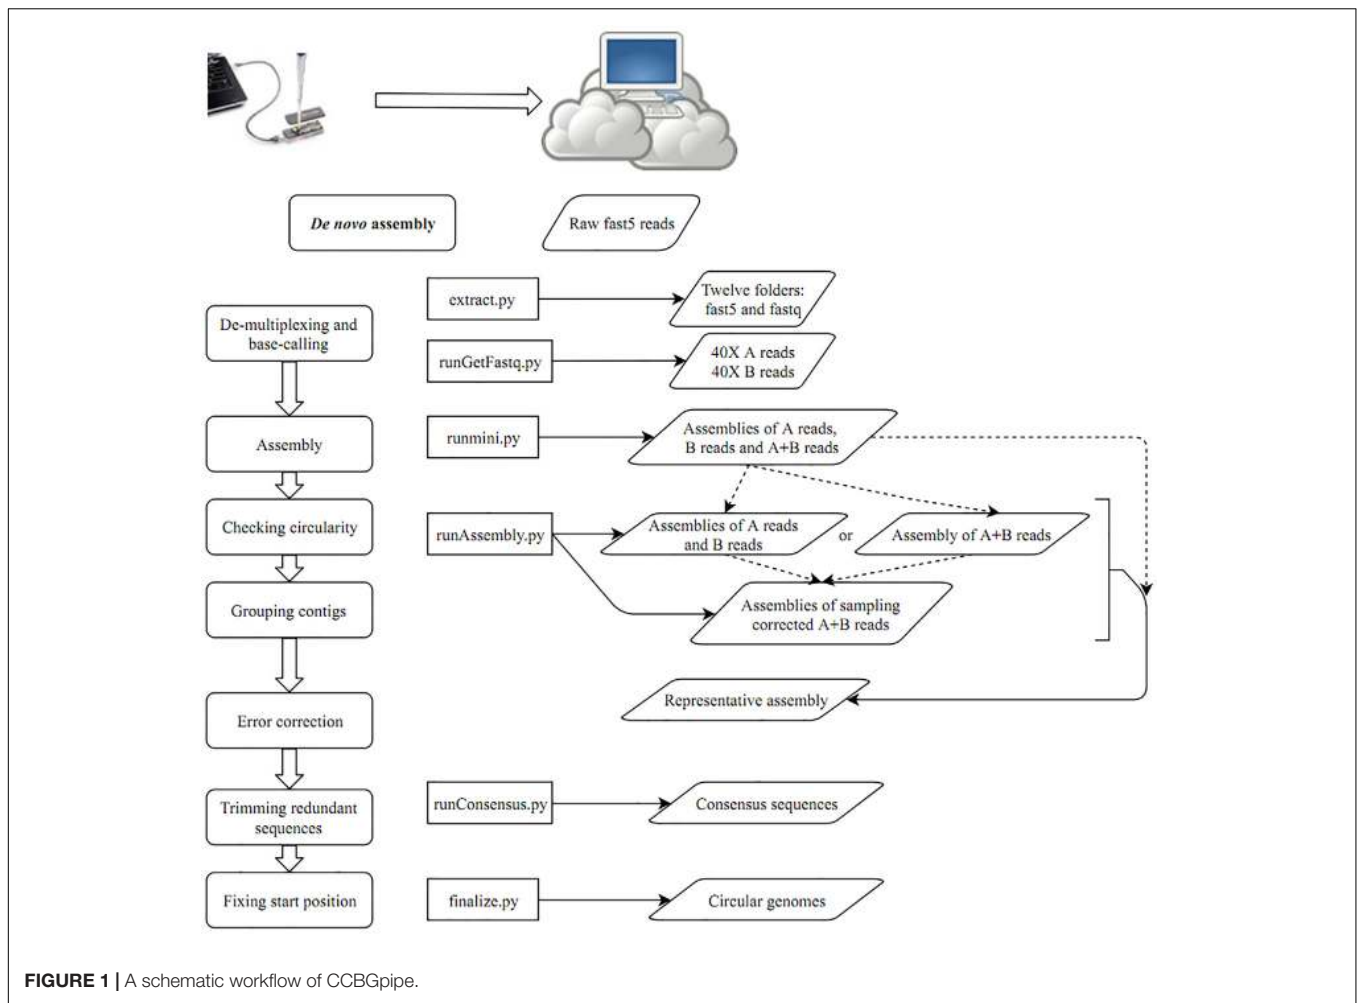 De novo assembly
Raw fast5 reads
extract.py
Twelve folders:
fast5 and fastq
De-multiplexing and
base-calling
runGetFastq.py
40X A reads
40X B reads
Assembly
runmini.py
Assemblies of A reads,
B reads and A+B reads
Checking circularity
runAssembly.py
Assemblies of A reads
and B reads
or
Assembly of A+B reads
Grouping contigs
Assemblies of sampling
corrected A+B reads
Representative assembly
Error correction
Trimming redundant
sequences
runConsensus.py
Consensus sequences
Fixing start position
finalize.py
Circular genomes
FIGURE 1 | A schematic workflow of CCBGpipe.